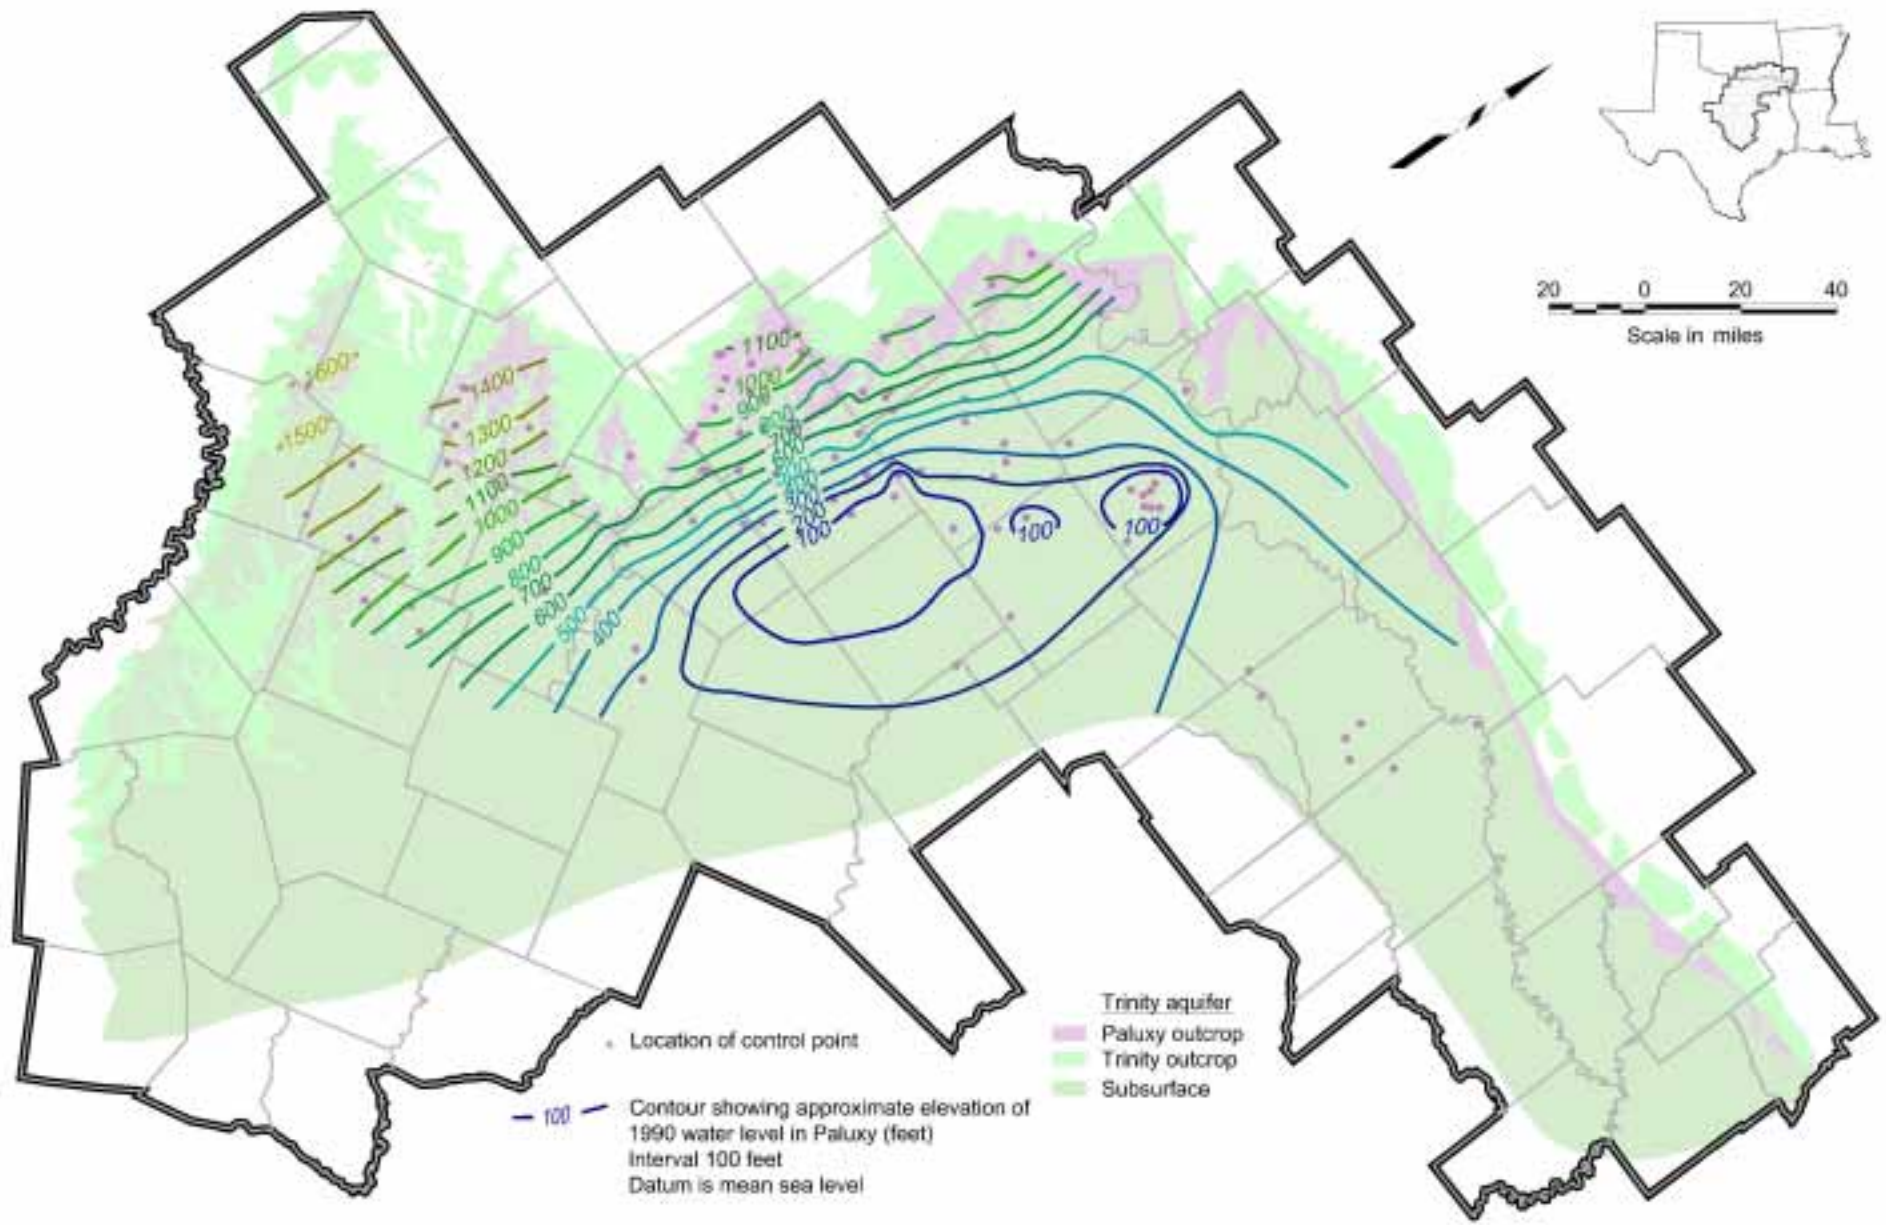 20 0 20 40
Scale in miles
1600
1500
1400
1300
1200
1100
1000
900
800
700
600
500
400
1100
1000
900
800
200
100
100
100
Location of control point
100
Contour showing approximate elevation of
1990 water level in Paluxy (feet)
Interval 100 feet
Datum is mean sea level
Trinity aquifer
Paluxy outcrop
Trinity outcrop
Subsurface